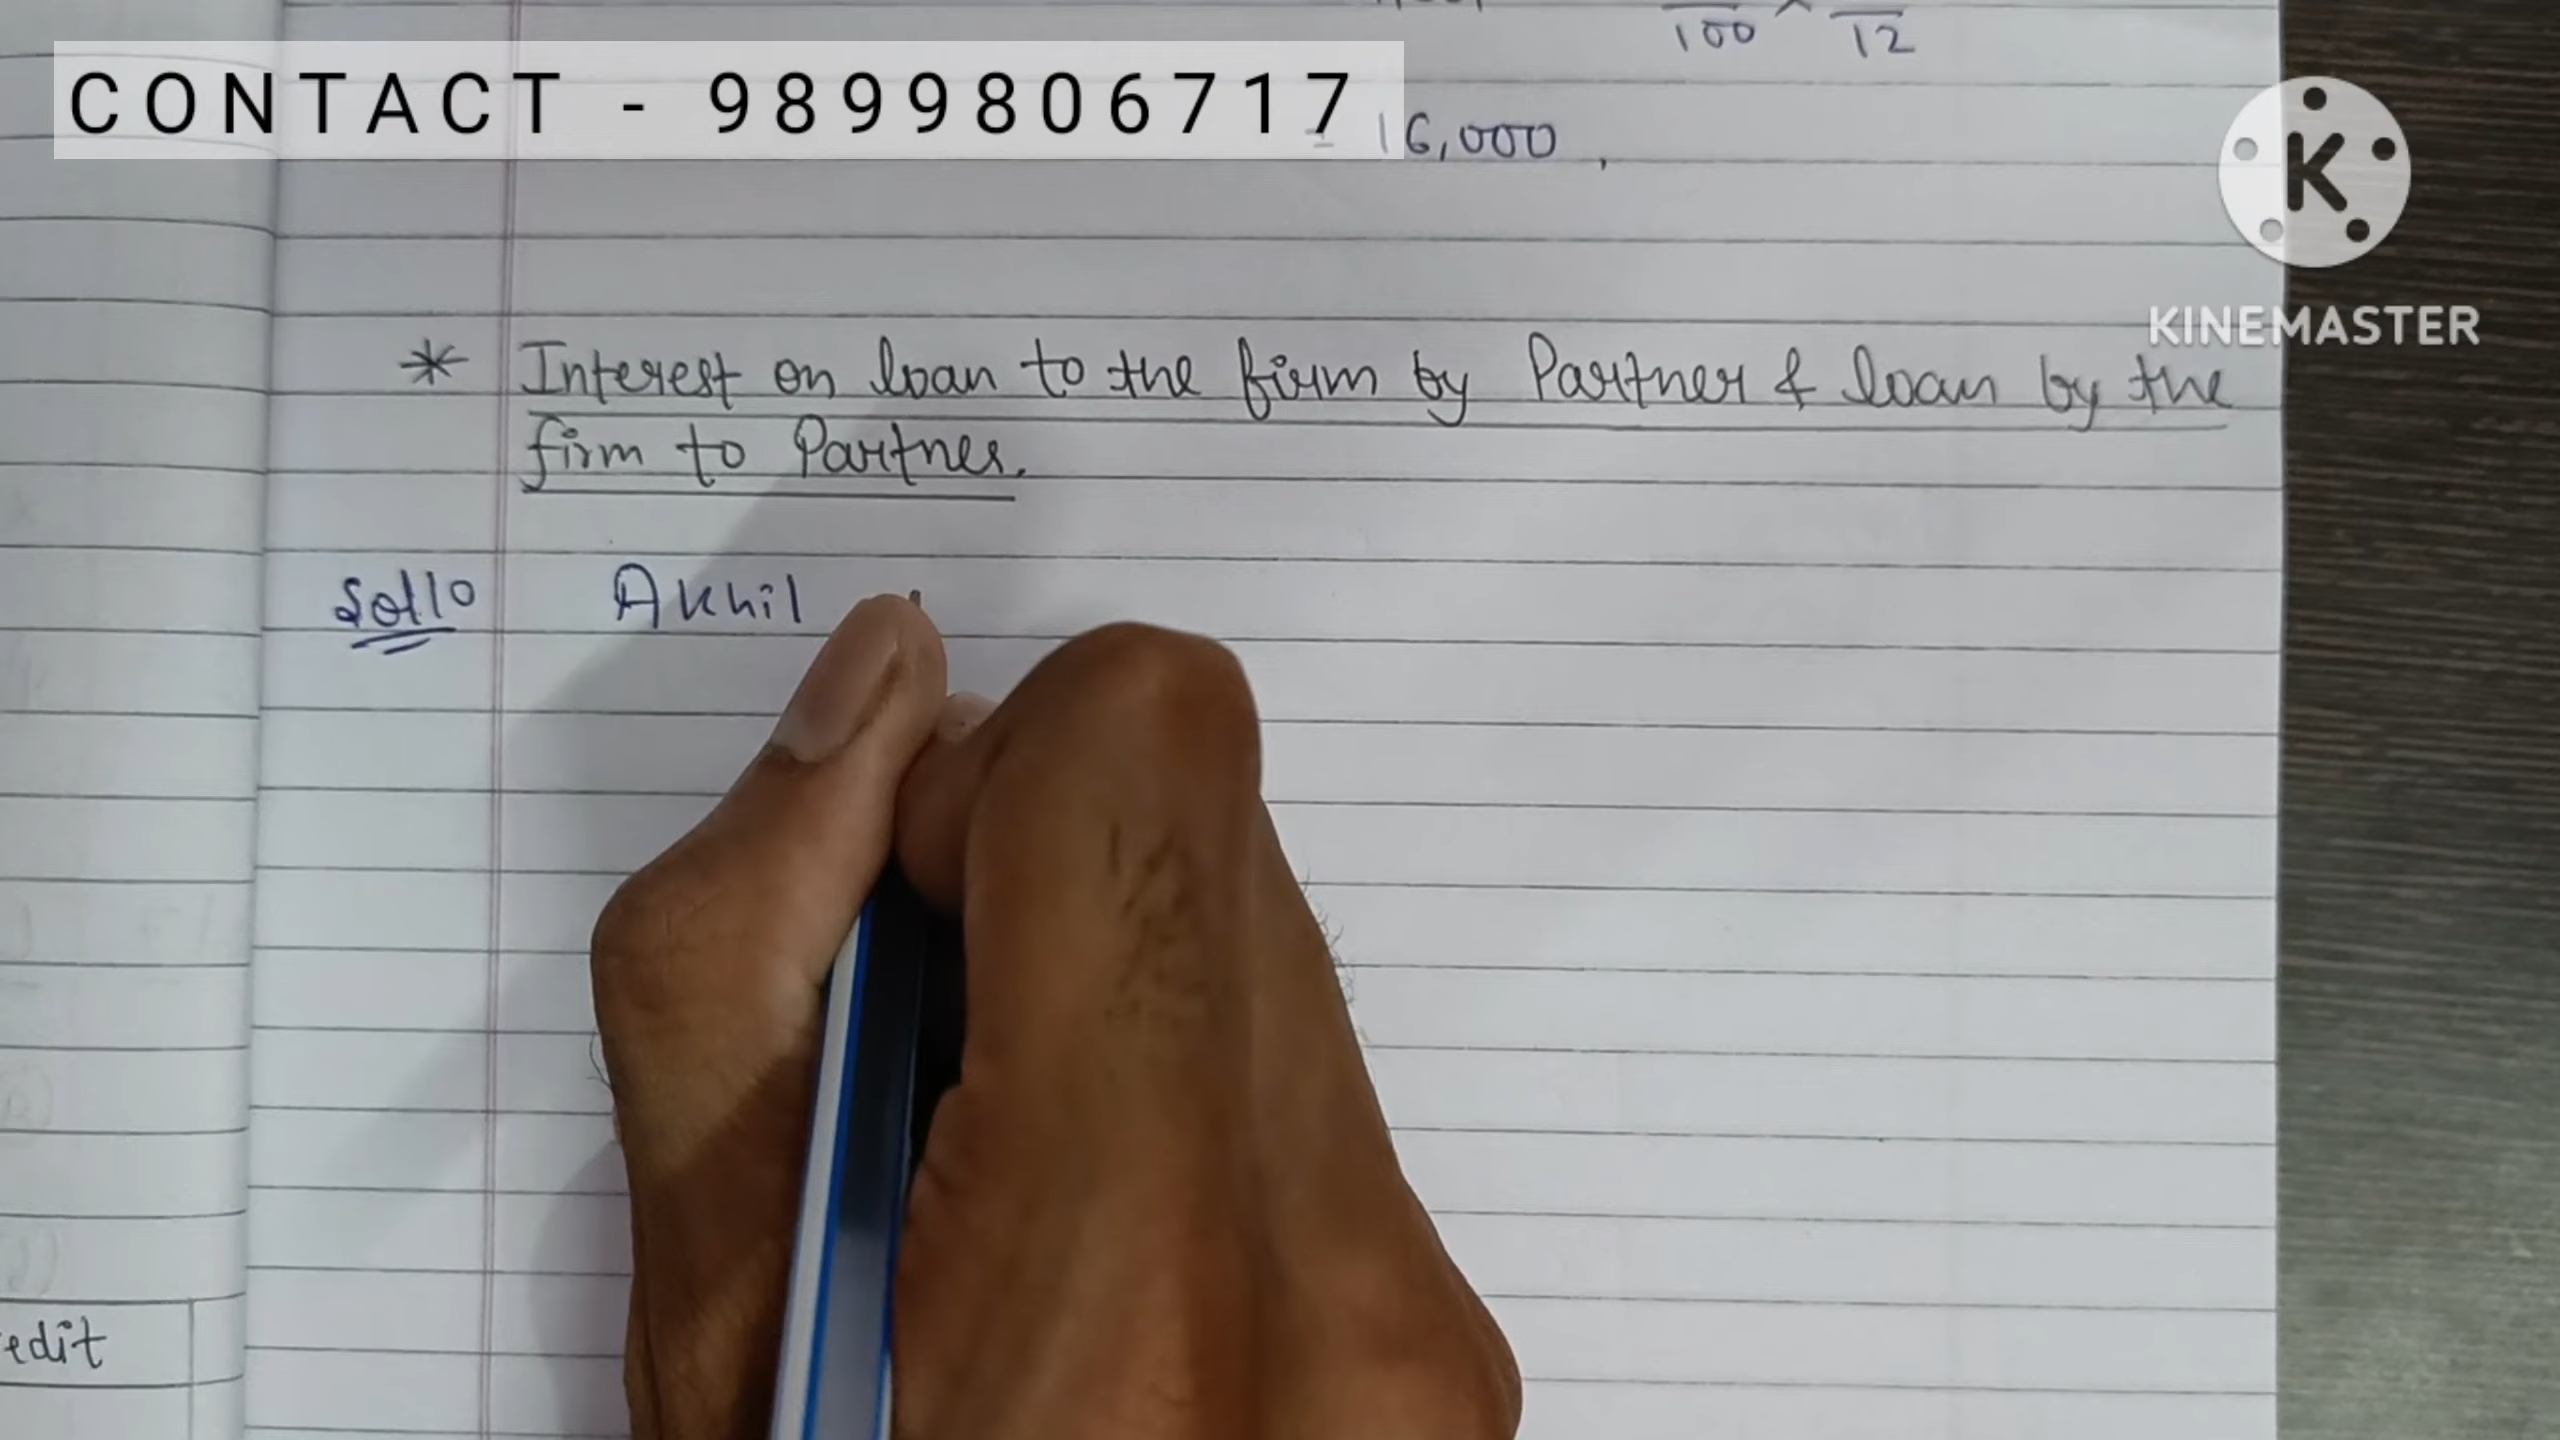 100 × 12
CONTACT - 9899806717
= 16,000
KINEMASTER
* Interest on loan to the firm by Partner & loan by the
firm to Partner.
Sol10 Akhil
edit